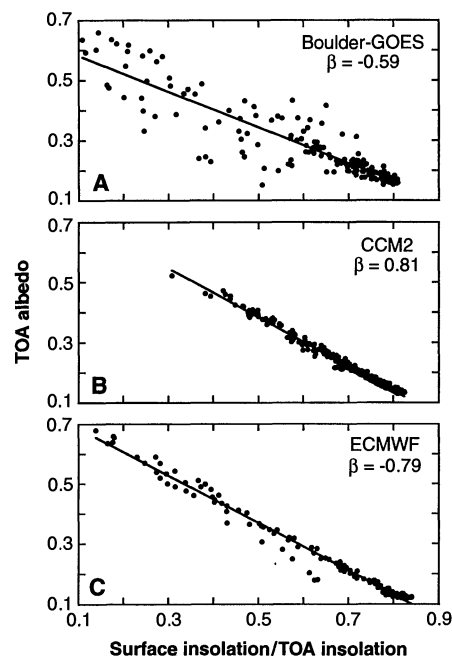 0.7
Boulder-GOES
β = -0.59
0.5
0.3
0.1
A
0.7
CCM2
β = 0.81
0.5
0.3
0.1
B
TOA albedo
0.7
ECMWF
β = -0.79
0.5
0.3
0.1
C
0.1 0.3 0.5 0.7 0.9
Surface insolation/TOA insolation